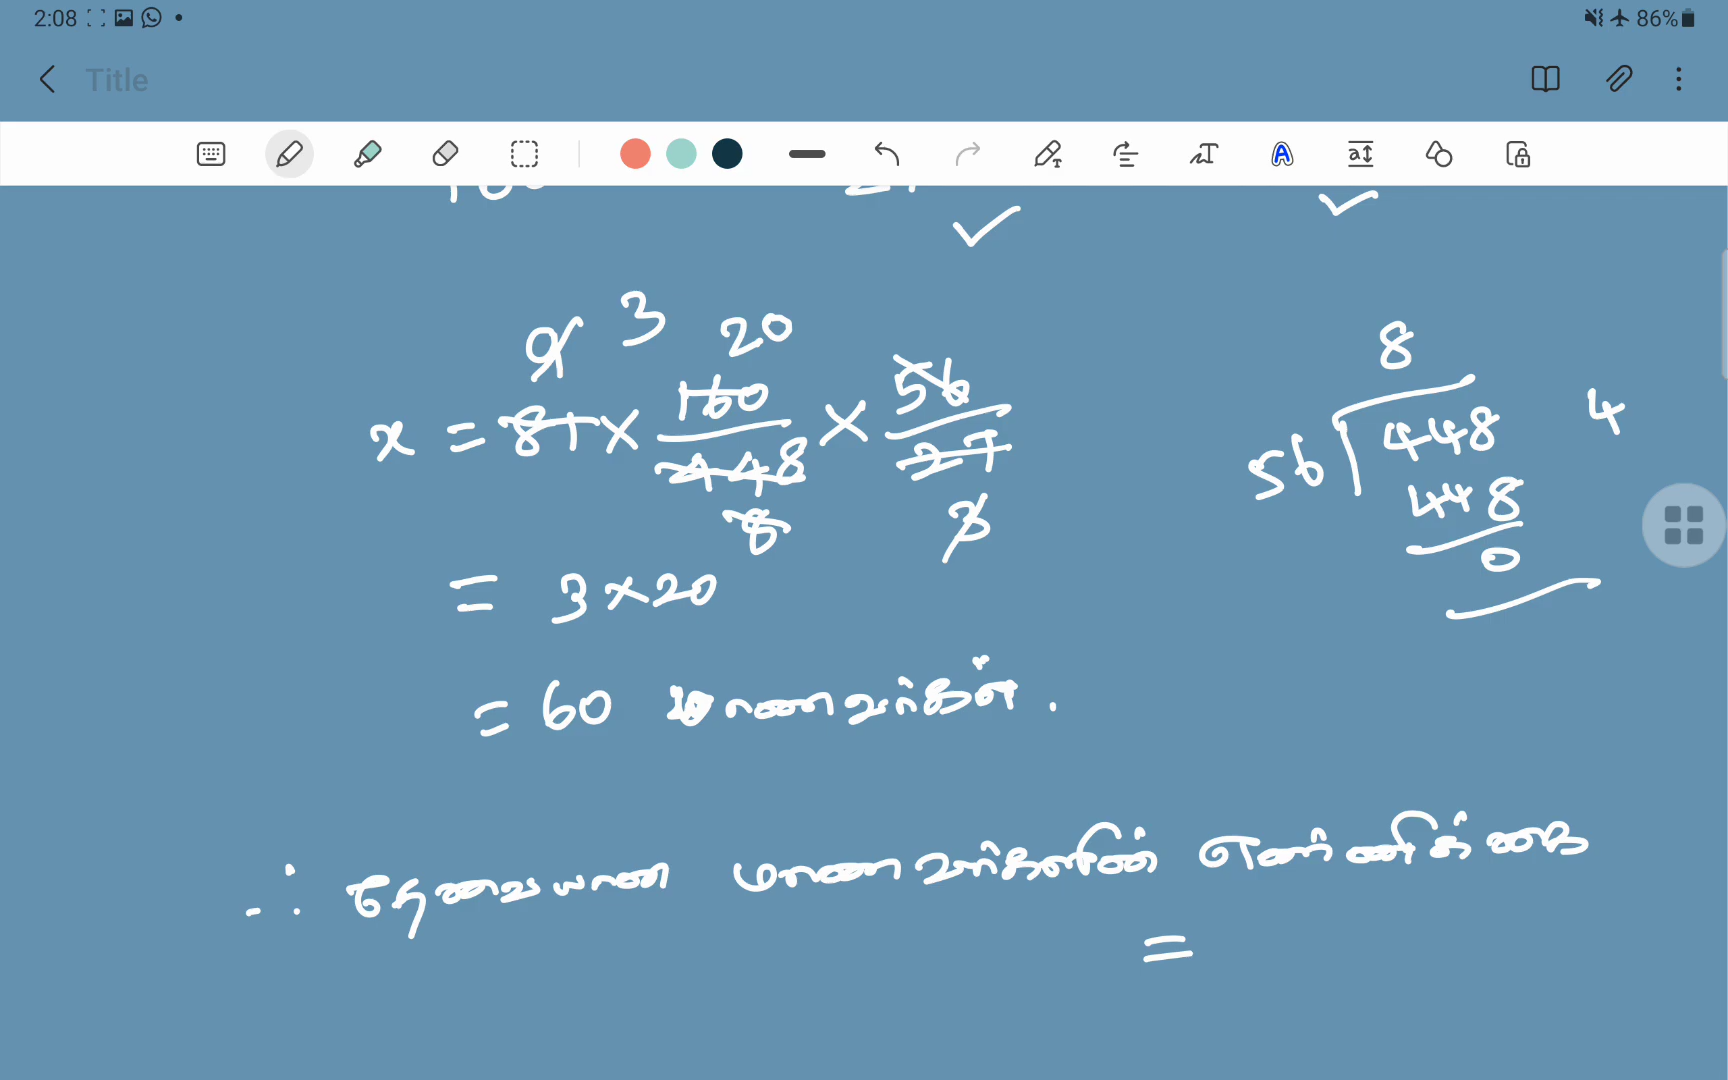 2:08
86%
Title
9 3 20
x = 81 × 160/448 × 56/27
8 3
= 3 × 20
= 60 மாணவர்கள்.
8
56 448 4
448
0
∴ தேவையான மாணவர்களின் எண்ணிக்கை
=